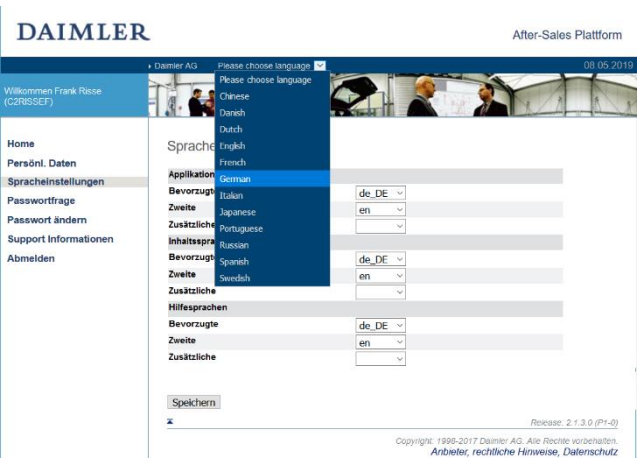 DAIMLER
After-Sales Plattform
Daimler AG Please choose language 08.05.2019
Willkommen Frank Risse
(C2RISSEF)
Please choose language
Chinese
Danish
Dutch
English
French
German
Italian
Japanese
Portuguese
Russian
Spanish
Swedish
Home
Persönl. Daten
Spracheinstellungen
Passwortfrage
Passwort ändern
Support Informationen
Abmelden
Sprache
Applikation
Bevorzugt de_DE
Zweite en
Zusätzliche
Inhaltsspra
Bevorzugt de_DE
Zweite en
Zusätzliche
Hilfesprachen
Bevorzugte de_DE
Zweite en
Zusätzliche
Speichern
Release: 2.1.3.0 (P1-0)
Copyright: 1998-2017 Daimler AG. Alle Rechte vorbehalten.
Anbieter, rechtliche Hinweise, Datenschutz